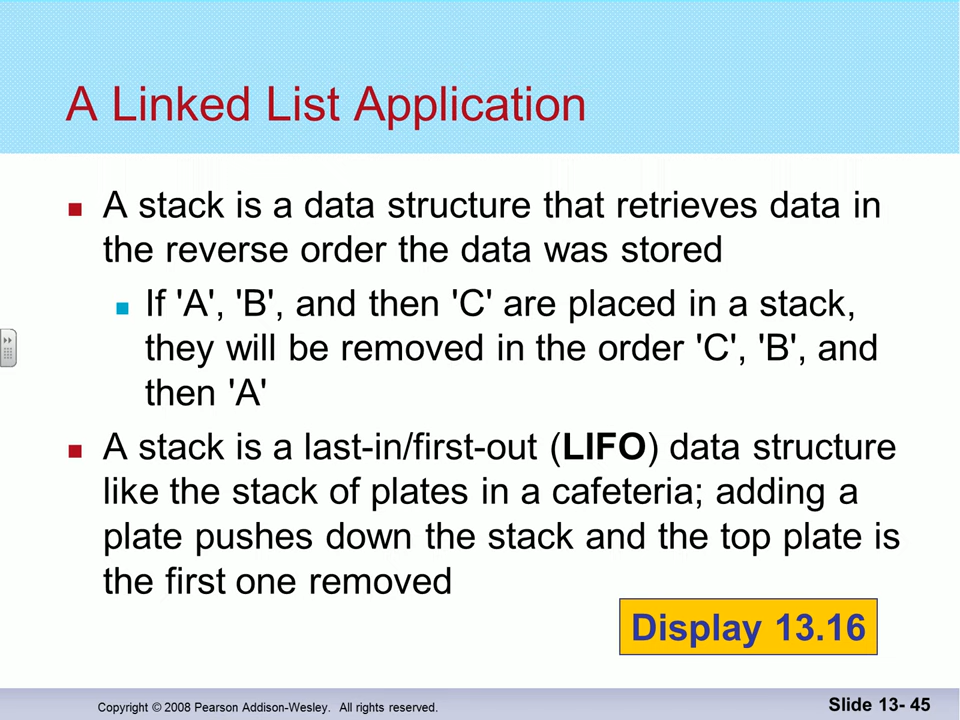 A Linked List Application
A stack is a data structure that retrieves data in
the reverse order the data was stored
If 'A', 'B', and then 'C' are placed in a stack,
they will be removed in the order 'C', 'B', and
then 'A'
A stack is a last-in/first-out (LIFO) data structure
like the stack of plates in a cafeteria; adding a
plate pushes down the stack and the top plate is
the first one removed
Display 13.16
Copyright © 2008 Pearson Addison-Wesley. All rights reserved.
Slide 13- 45